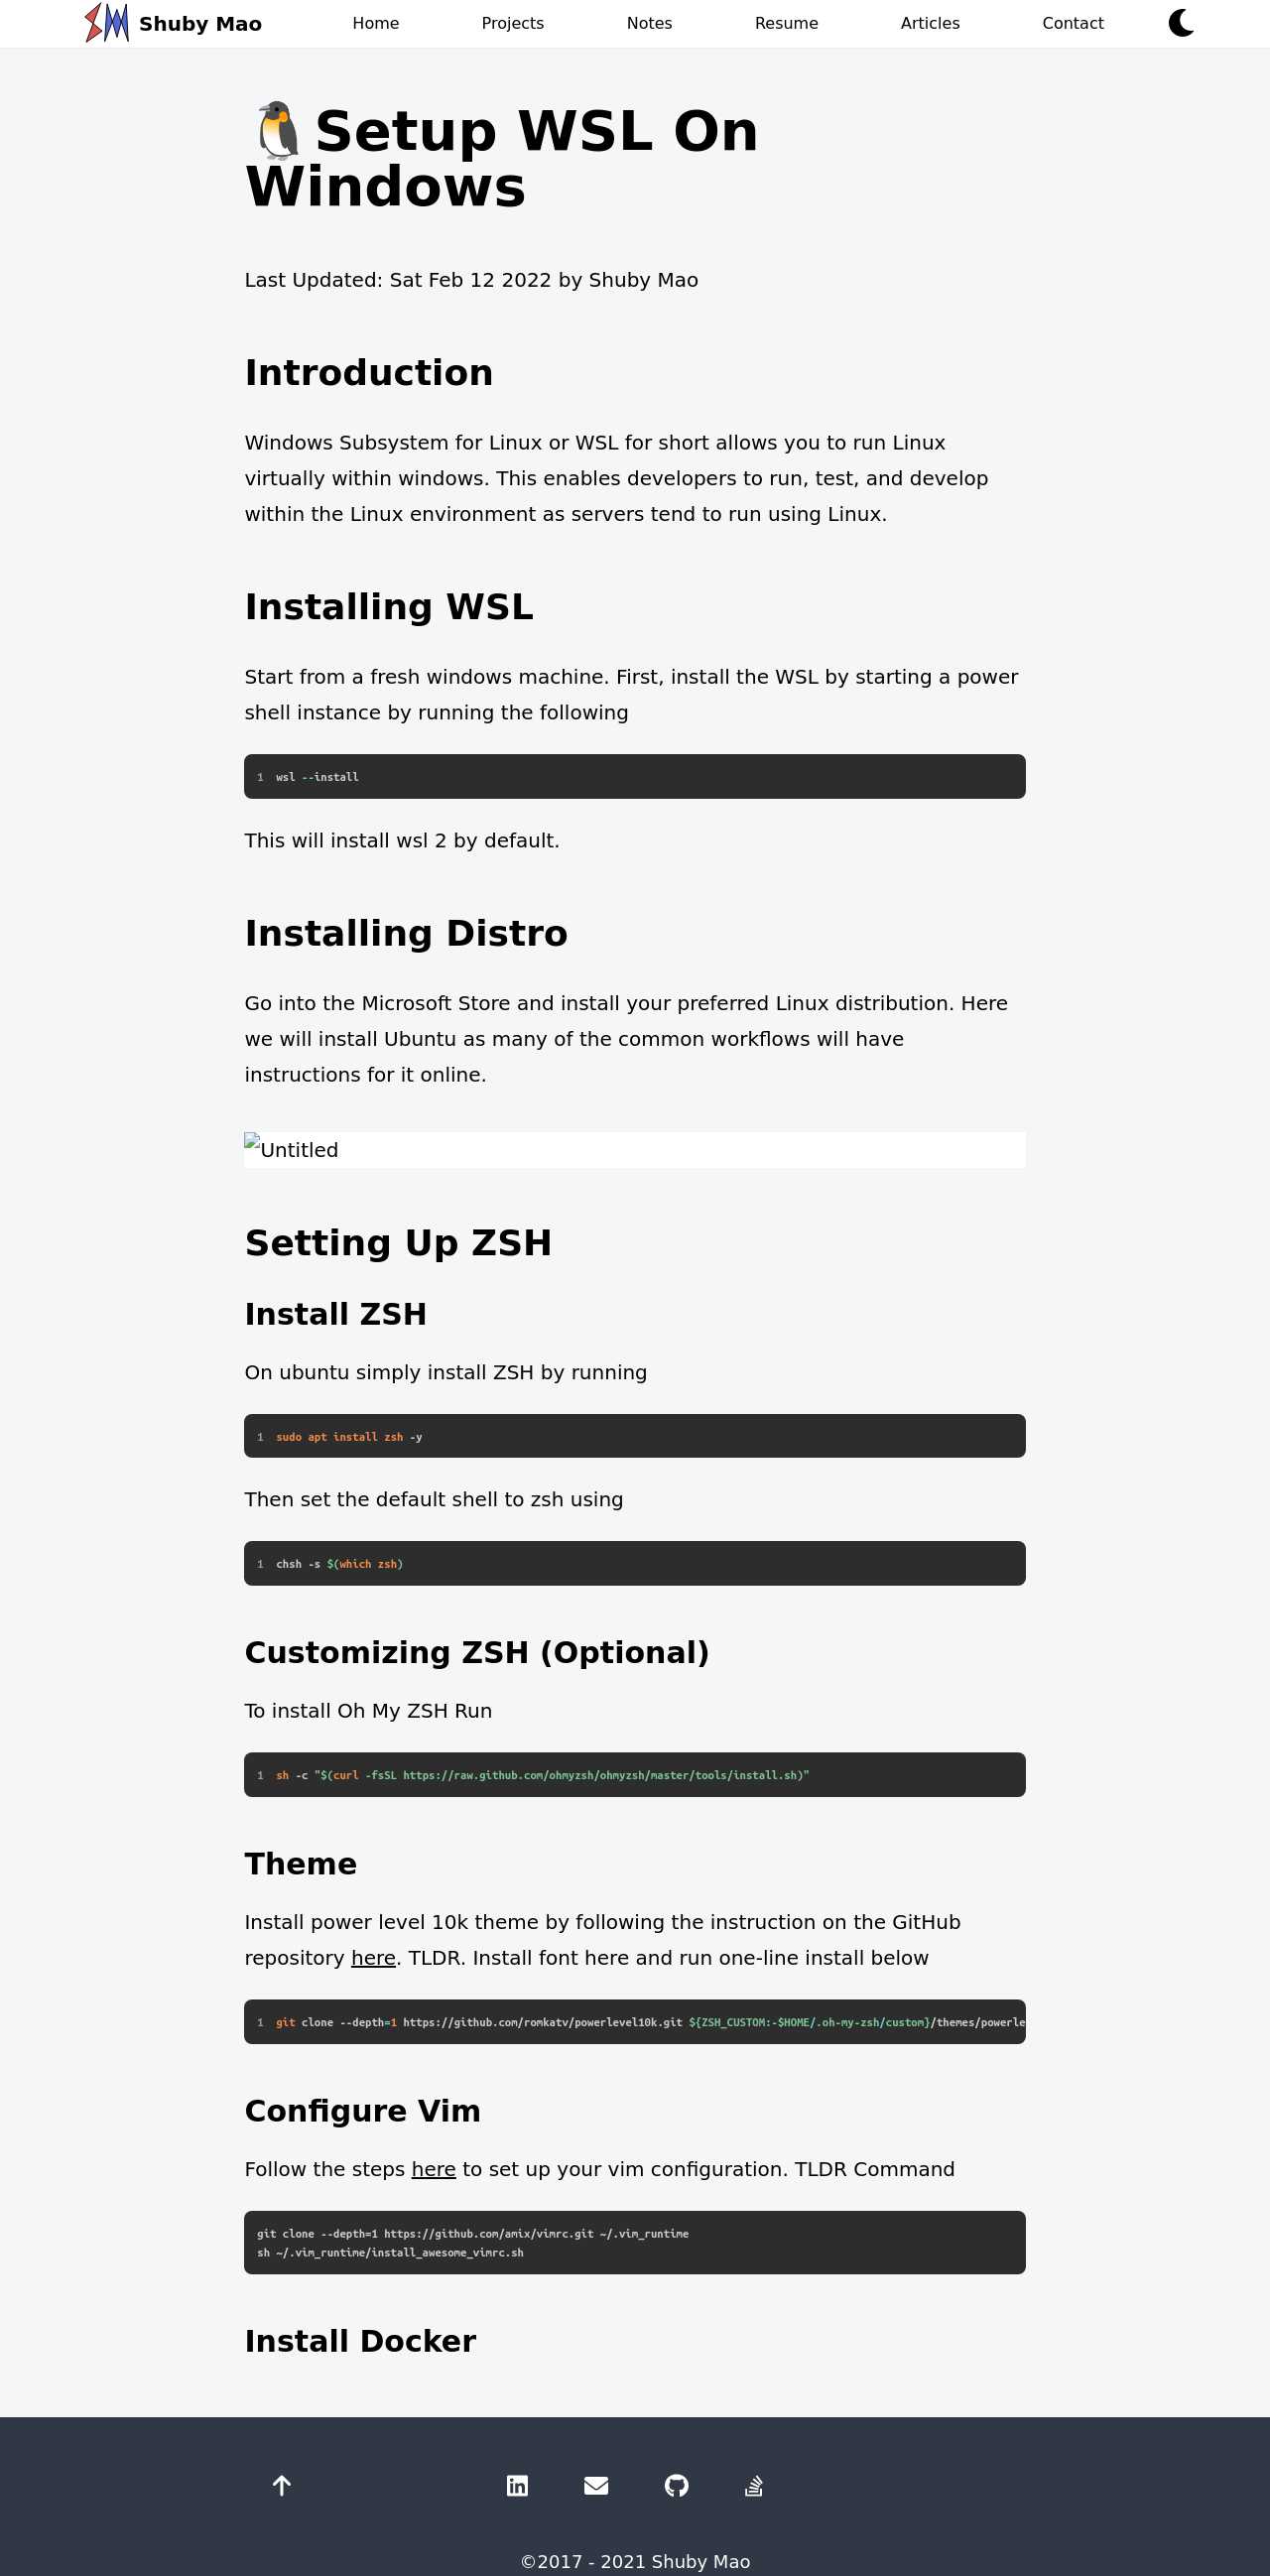 Shuby Mao
Home
Projects
Notes
Resume
Articles
Contact
🐧Setup WSL On
Windows
Last Updated: Sat Feb 12 2022 by Shuby Mao
Introduction
Windows Subsystem for Linux or WSL for short allows you to run Linux
virtually within windows. This enables developers to run, test, and develop
within the Linux environment as servers tend to run using Linux.
Installing WSL
Start from a fresh windows machine. First, install the WSL by starting a power
shell instance by running the following
1 wsl --install
This will install wsl 2 by default.
Installing Distro
Go into the Microsoft Store and install your preferred Linux distribution. Here
we will install Ubuntu as many of the common workflows will have
instructions for it online.
Untitled
Setting Up ZSH
Install ZSH
On ubuntu simply install ZSH by running
1 sudo apt install zsh -y
Then set the default shell to zsh using
1 chsh -s $(which zsh)
Customizing ZSH (Optional)
To install Oh My ZSH Run
1 sh -c "$(curl -fsSL https://raw.github.com/ohmyzsh/ohmyzsh/master/tools/install.sh)"
Theme
Install power level 10k theme by following the instruction on the GitHub
repository here. TLDR. Install font here and run one-line install below
1 git clone --depth=1 https://github.com/romkatv/powerlevel10k.git ${ZSH_CUSTOM:-$HOME/.oh-my-zsh/custom}/themes/powerle
Configure Vim
Follow the steps here to set up your vim configuration. TLDR Command
git clone --depth=1 https://github.com/amix/vimrc.git ~/.vim_runtime
sh ~/.vim_runtime/install_awesome_vimrc.sh
Install Docker
©2017 - 2021 Shuby Mao